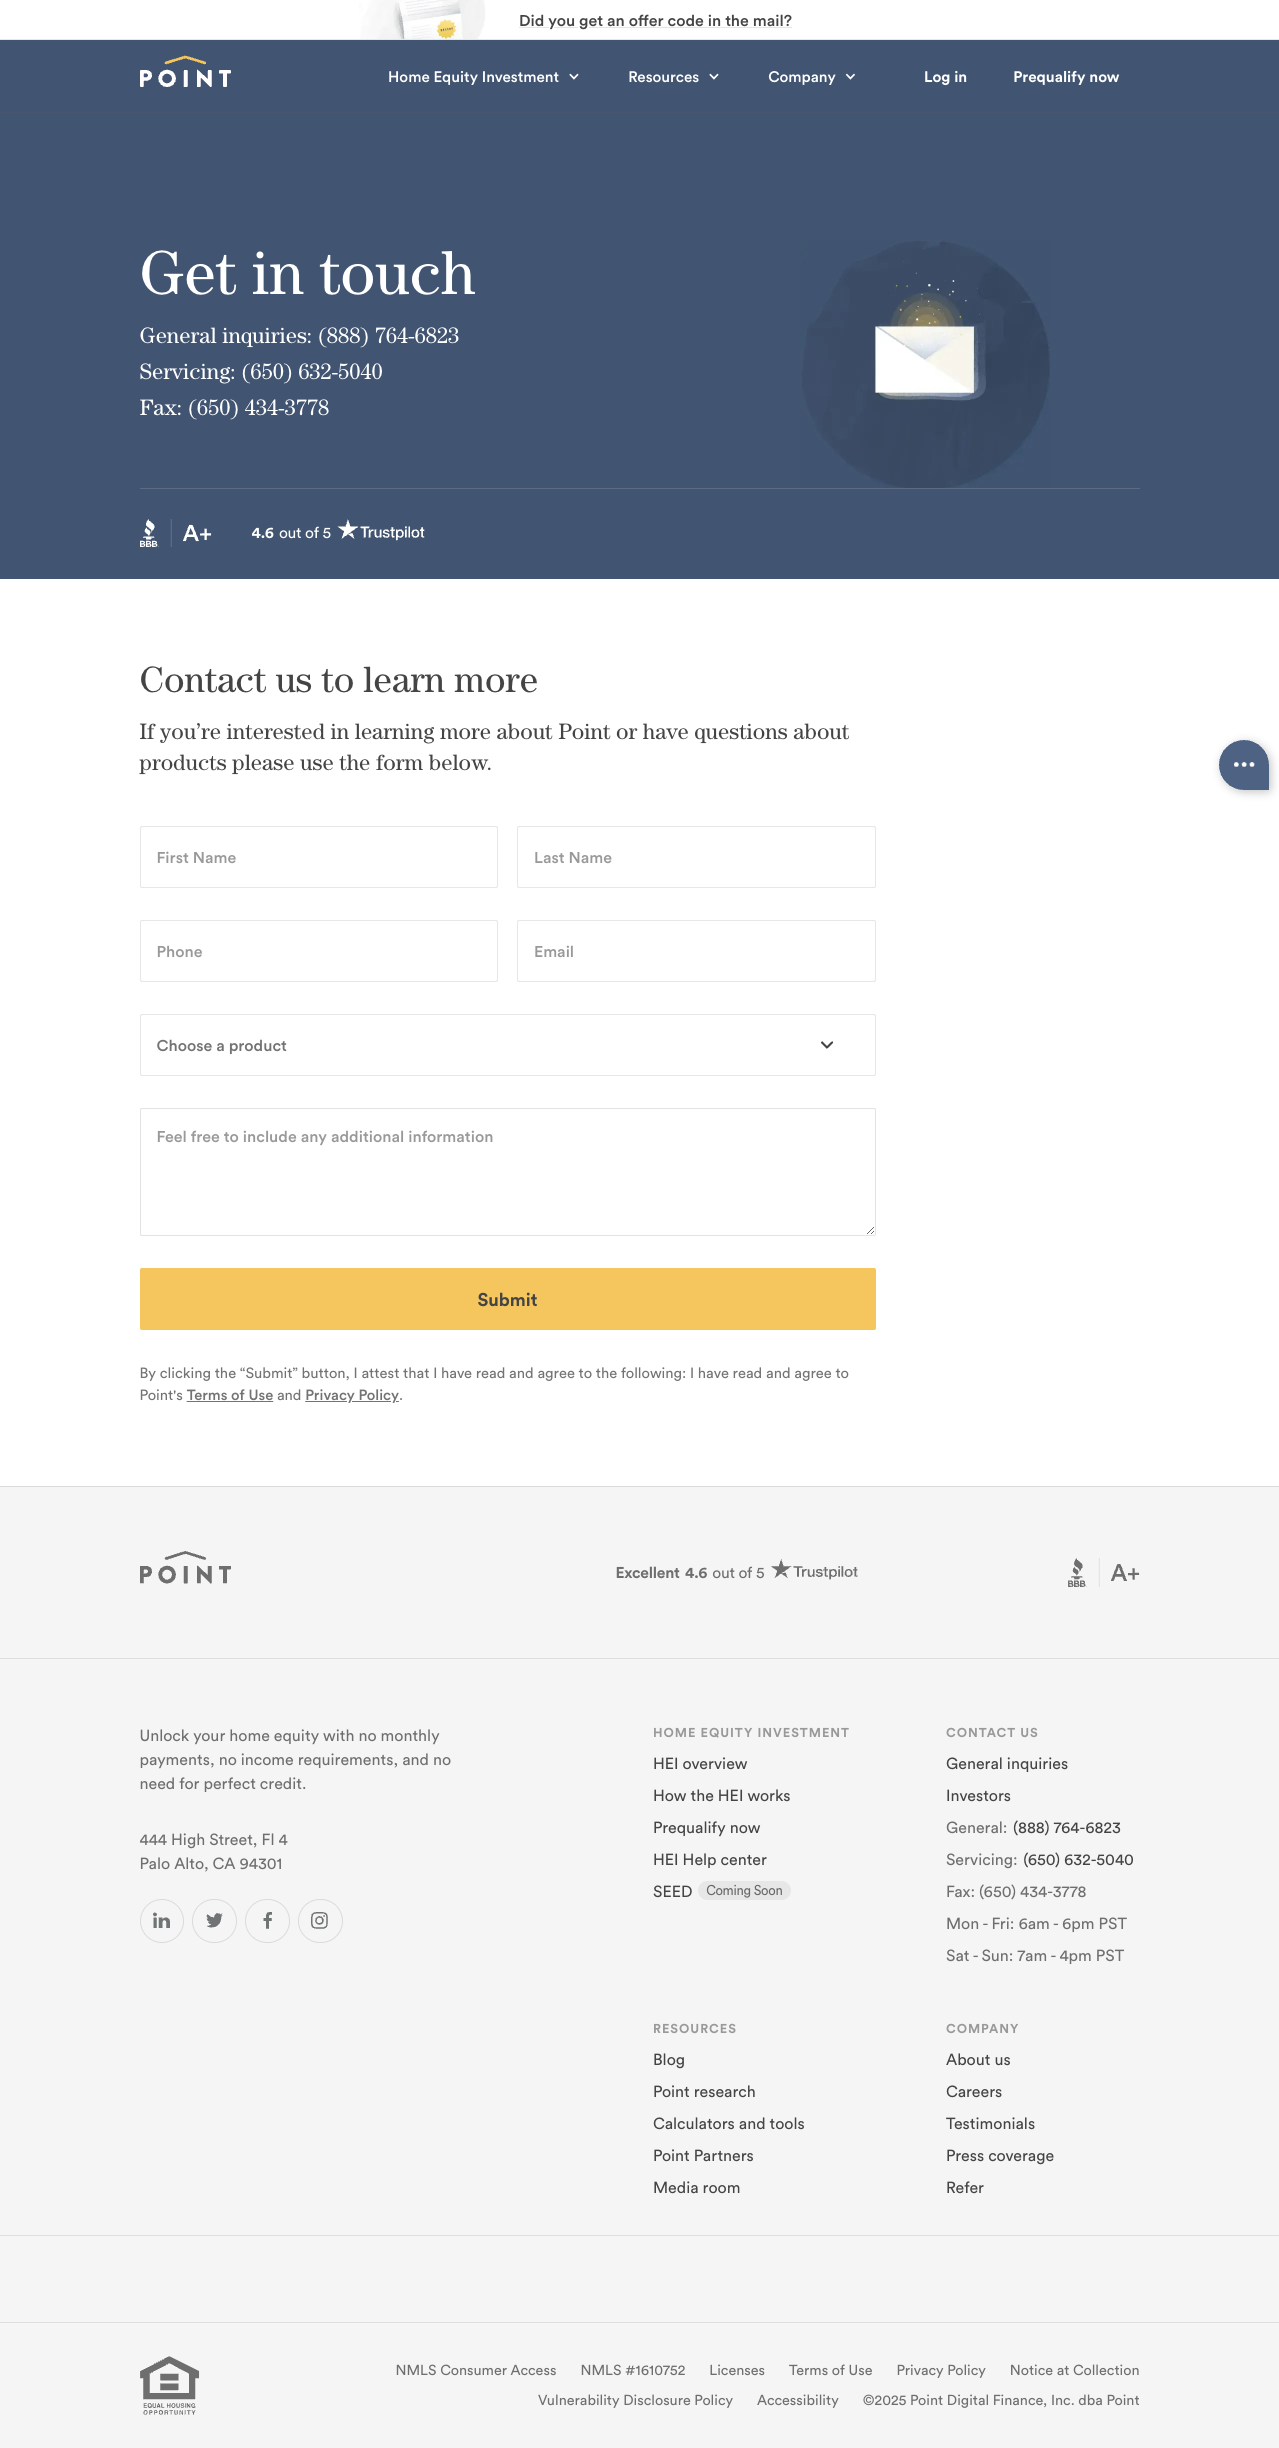 Did you get an offer code in the mail?
POINT
Home Equity Investment
Resources
Company
Log in
Prequalify now
Get in touch
General inquiries: (888) 764-6823
Servicing: (650) 632-5040
Fax: (650) 434-3778
BBB
A+
4.6 out of 5
Trustpilot
Contact us to learn more
If you’re interested in learning more about Point or have questions about
products please use the form below.
First Name
Last Name
Phone
Email
Choose a product
Feel free to include any additional information
Submit
By clicking the “Submit” button, I attest that I have read and agree to the following: I have read and agree to
Point's Terms of Use and Privacy Policy.
POINT
Excellent 4.6 out of 5
Trustpilot
BBB
A+
Unlock your home equity with no monthly
payments, no income requirements, and no
need for perfect credit.
444 High Street, Fl 4
Palo Alto, CA 94301
HOME EQUITY INVESTMENT
HEI overview
How the HEI works
Prequalify now
HEI Help center
SEED Coming Soon
CONTACT US
General inquiries
Investors
General: (888) 764-6823
Servicing: (650) 632-5040
Fax: (650) 434-3778
Mon - Fri: 6am - 6pm PST
Sat - Sun: 7am - 4pm PST
RESOURCES
Blog
Point research
Calculators and tools
Point Partners
Media room
COMPANY
About us
Careers
Testimonials
Press coverage
Refer
EQUAL HOUSING
OPPORTUNITY
NMLS Consumer Access
NMLS #1610752
Licenses
Terms of Use
Privacy Policy
Notice at Collection
Vulnerability Disclosure Policy
Accessibility
©2025 Point Digital Finance, Inc. dba Point